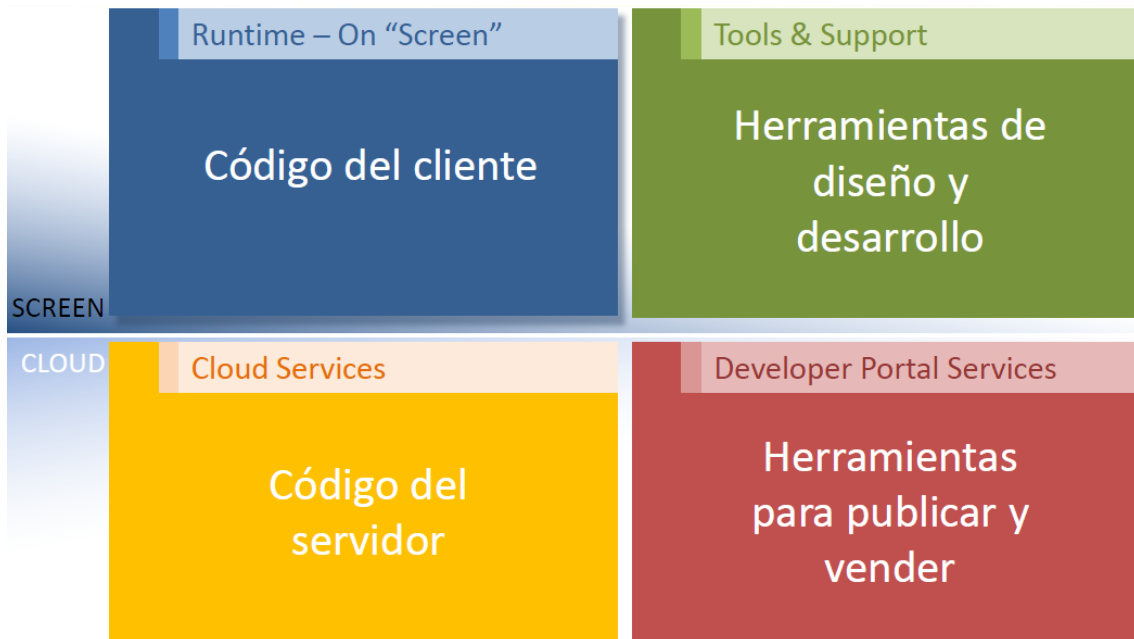 Runtime – On “Screen”
Código del cliente
Tools & Support
Herramientas de
diseño y
desarrollo
SCREEN
CLOUD
Cloud Services
Código del
servidor
Developer Portal Services
Herramientas
para publicar y
vender